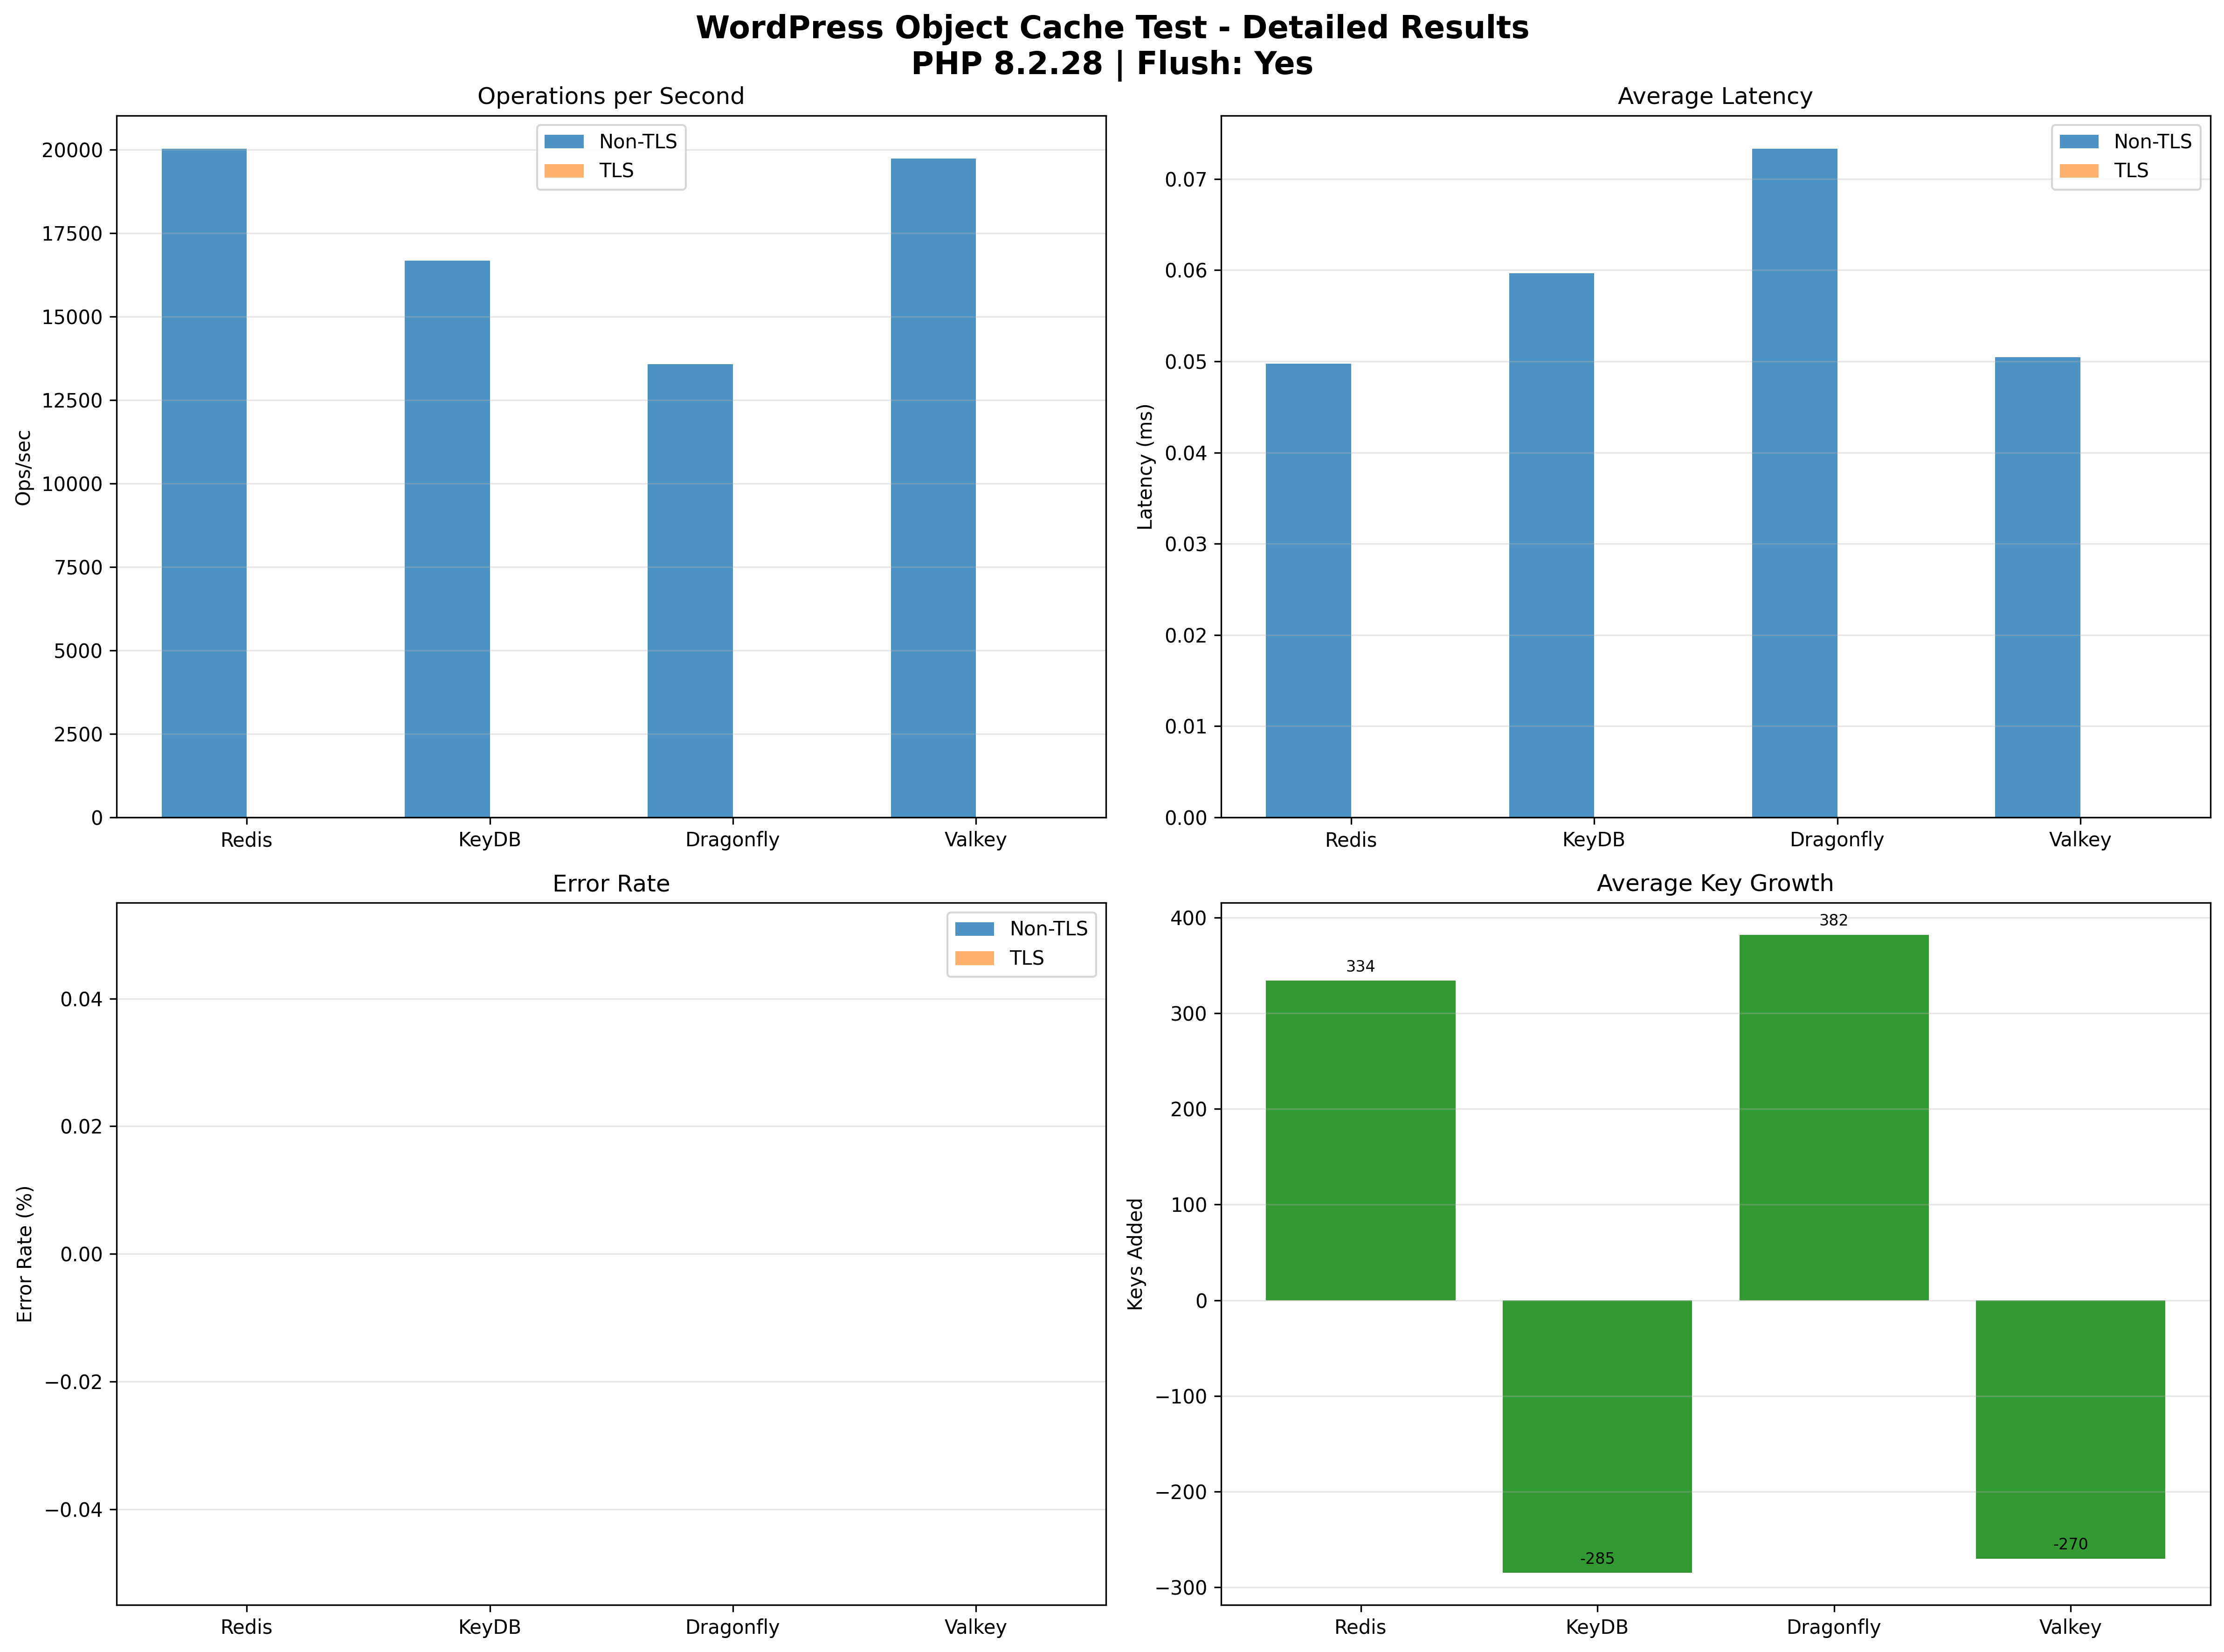 WordPress Object Cache Test - Detailed Results
PHP 8.2.28 | Flush: Yes
Operations per Second
Ops/sec
20000
17500
15000
12500
10000
7500
5000
2500
0
Non-TLS
TLS
Redis KeyDB Dragonfly Valkey
Average Latency
Latency (ms)
0.07
0.06
0.05
0.04
0.03
0.02
0.01
0.00
Non-TLS
TLS
Redis KeyDB Dragonfly Valkey
Error Rate
Error Rate (%)
0.04
0.02
0.00
−0.02
−0.04
Non-TLS
TLS
Redis KeyDB Dragonfly Valkey
Average Key Growth
Keys Added
400
300
200
100
0
−100
−200
−300
334
-285
382
-270
Redis KeyDB Dragonfly Valkey